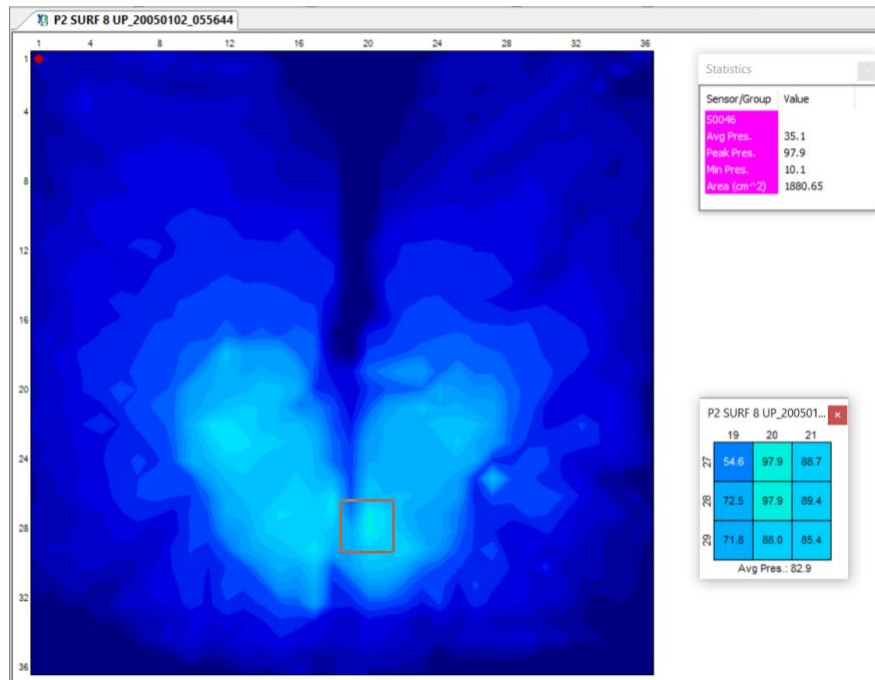 P2 SURF 8 UP_20050102_055644
1 4 8 12 16 20 24 28 32 36
1
4
8
12
16
20
24
28
32
36
Statistics
Sensor/Group Value
S0046
Avg Pres. 35.1
Peak Pres. 97.9
Min Pres. 10.1
Area (cm^2) 1880.65
P2 SURF 8 UP_200501... ×
19 20 21
27 54.6 97.9 88.7
28 72.5 97.9 89.4
29 71.8 88.0 85.4
Avg Pres.: 82.9